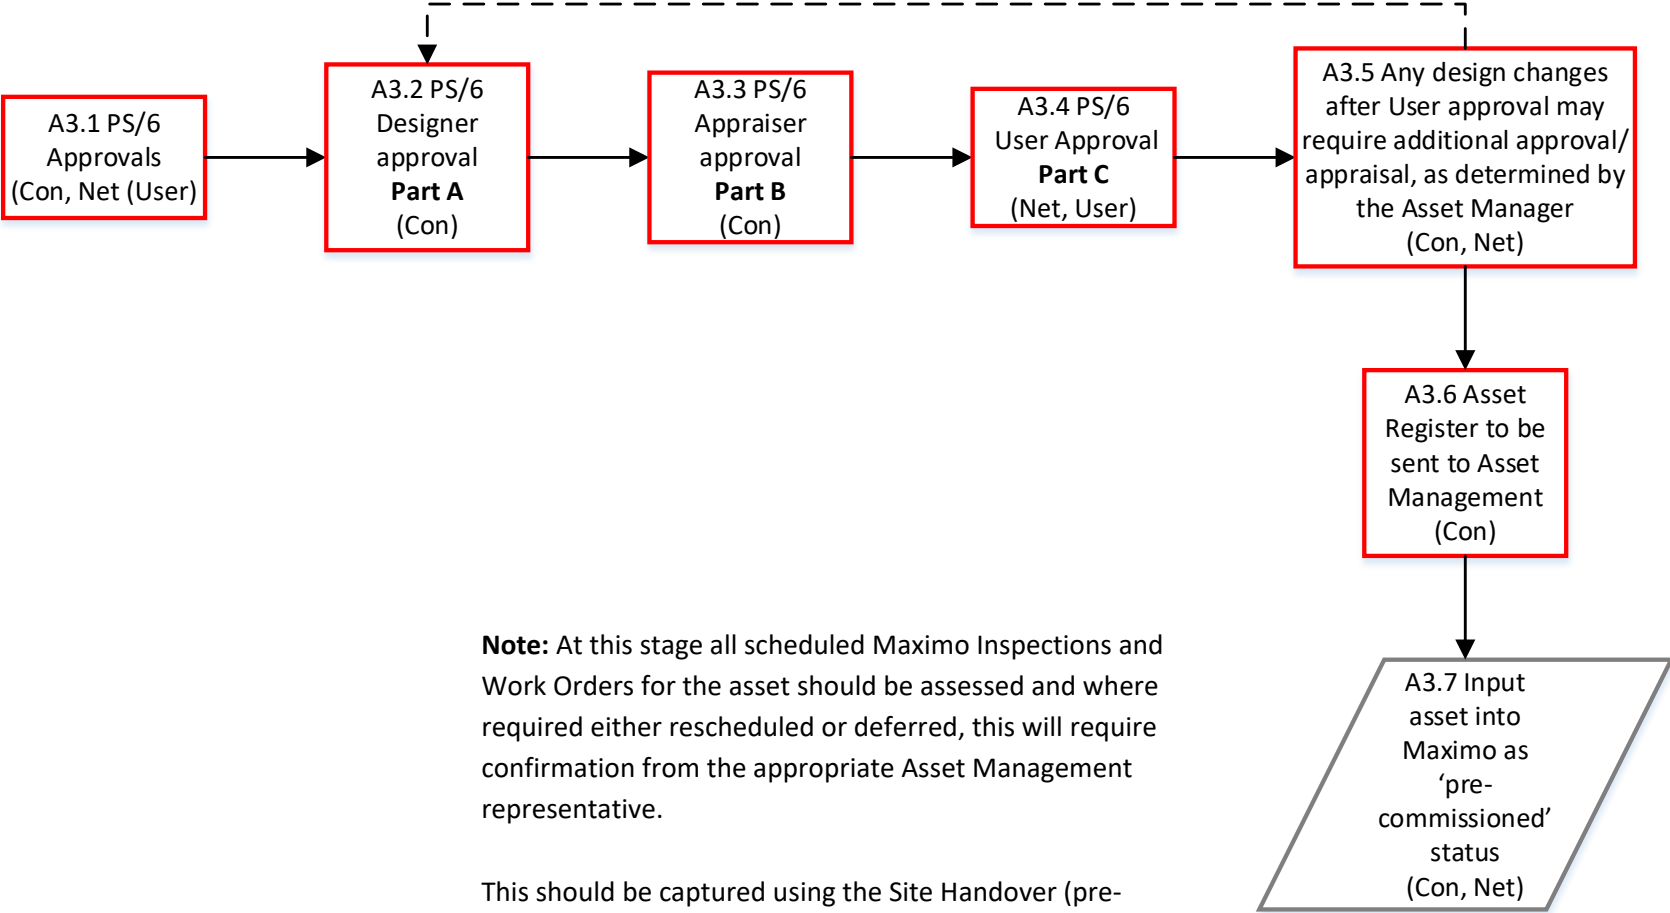 A3.1 PS/6
Approvals
(Con, Net (User)
A3.2 PS/6
Designer
approval
Part A
(Con)
A3.3 PS/6
Appraiser
approval
Part B
(Con)
A3.4 PS/6
User Approval
Part C
(Net, User)
A3.5 Any design changes
after User approval may
require additional approval/
appraisal, as determined by
the Asset Manager
(Con, Net)
A3.6 Asset
Register to be
sent to Asset
Management
(Con)
A3.7 Input
asset into
Maximo as
‘pre-
commissioned’
status
(Con, Net)
Note: At this stage all scheduled Maximo Inspections and
Work Orders for the asset should be assessed and where
required either rescheduled or deferred, this will require
confirmation from the appropriate Asset Management
representative.
This should be captured using the Site Handover (pre-